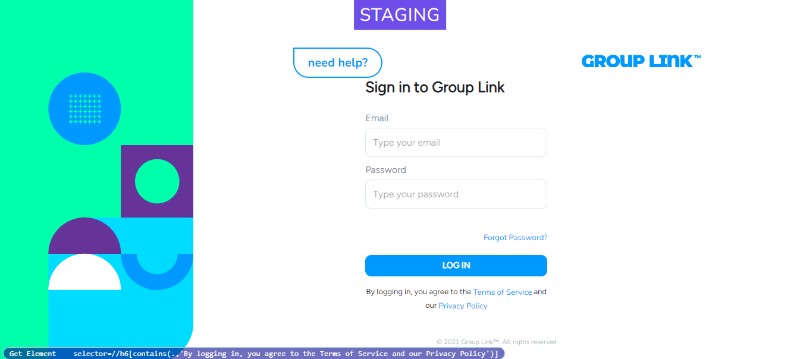 STAGING
need help?
GROUP LINK™
Sign in to Group Link
Email
Type your email
Password
Type your password
Forgot Password?
LOG IN
By logging in, you agree to the Terms of Service and
our Privacy Policy
© 2021 Group Link™. All rights reserved
Get Element selector=//h6[contains(.,'By logging in, you agree to the Terms of Service and our Privacy Policy')]